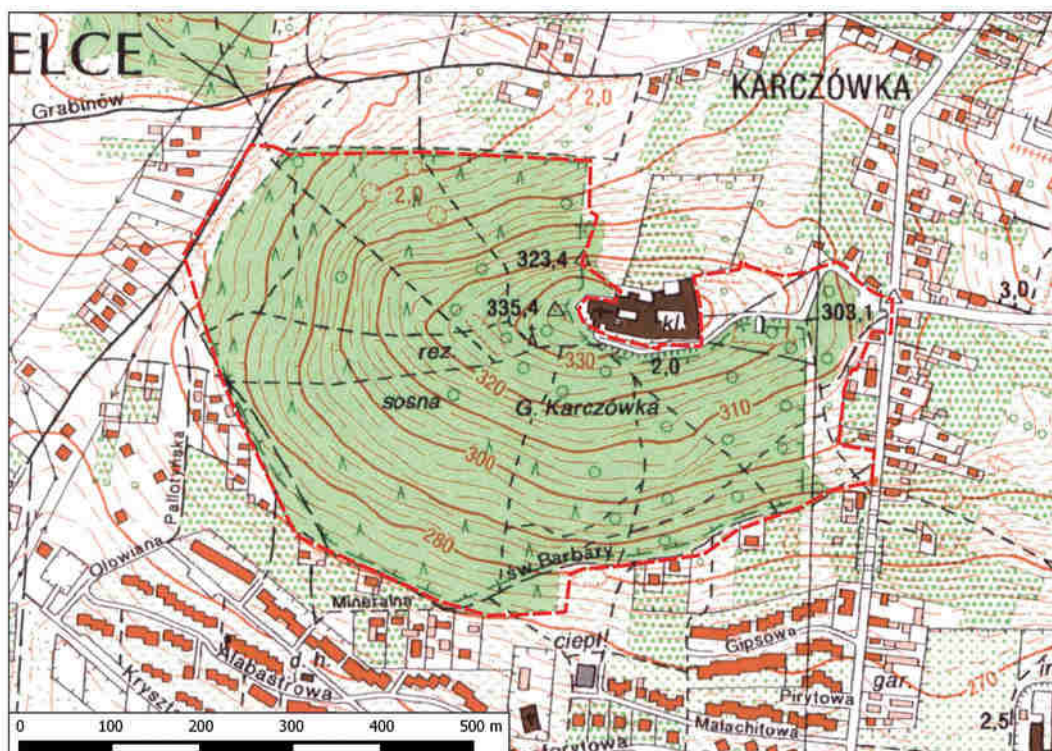 ELCE
Grabinów
2,0
KARCZÓWKA
2,0
323,4
335,4
kl.
303,1
3,0
rez.
330
2,0
320
sosna
G. Karczówka
310
300
Pallotyńska
280
Ołowiana
św. Barbary
Mineralna
ciepł.
Gipsowa
d. h.
Alabastrowa
gar.
270
Pirytowa
Malachitowa
2,5
0 100 200 300 400 500 m